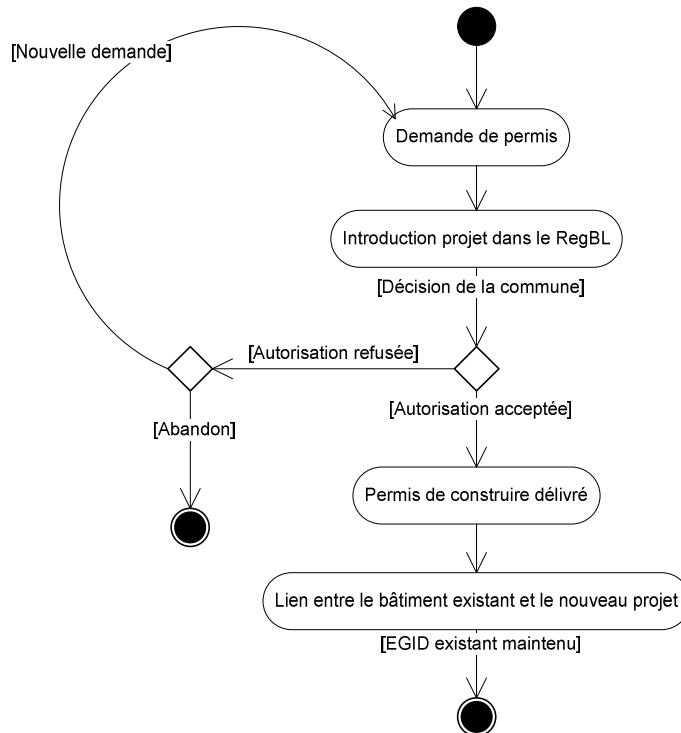 [Nouvelle demande]
Demande de permis
Introduction projet dans le RegBL
[Décision de la commune]
[Autorisation refusée]
[Autorisation acceptée]
[Abandon]
Permis de construire délivré
Lien entre le bâtiment existant et le nouveau projet
[EGID existant maintenu]